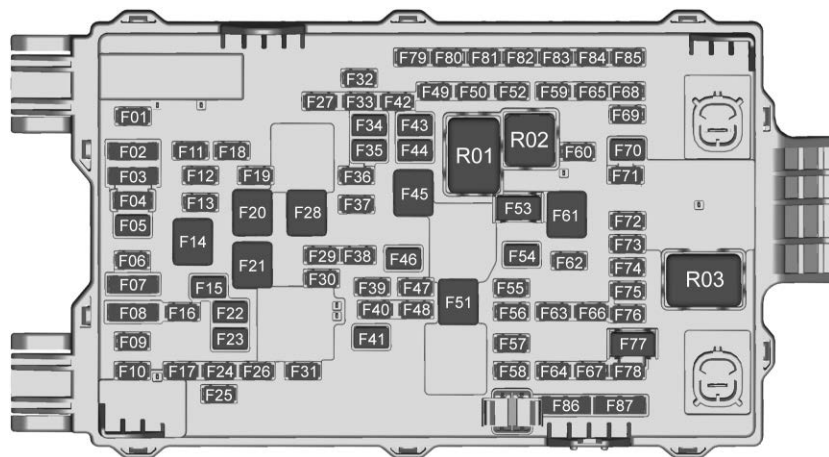 F79 F80 F81 F82 F83 F84 F85
F32
F49 F50 F52 F59 F65 F68
F27 F33 F42
F01 F69
F34 F43
R01 R02
F02 F11 F18 F35 F44 F60 F70
F03 F12 F19 F36 F71
F04 F13 F37 F45 F53
F05 F20 F28 F61 F72
F14 F73
F06 F21 F29 F38 F46 F54 F62 F74
F07 F15 F30 F39 F47 F55 F75 R03
F08 F16 F22 F40 F48 F51 F56 F63 F66 F76
F09 F23 F41 F57 F77
F10 F17 F24 F26 F31 F58 F64 F67 F78
F25
F86 F87